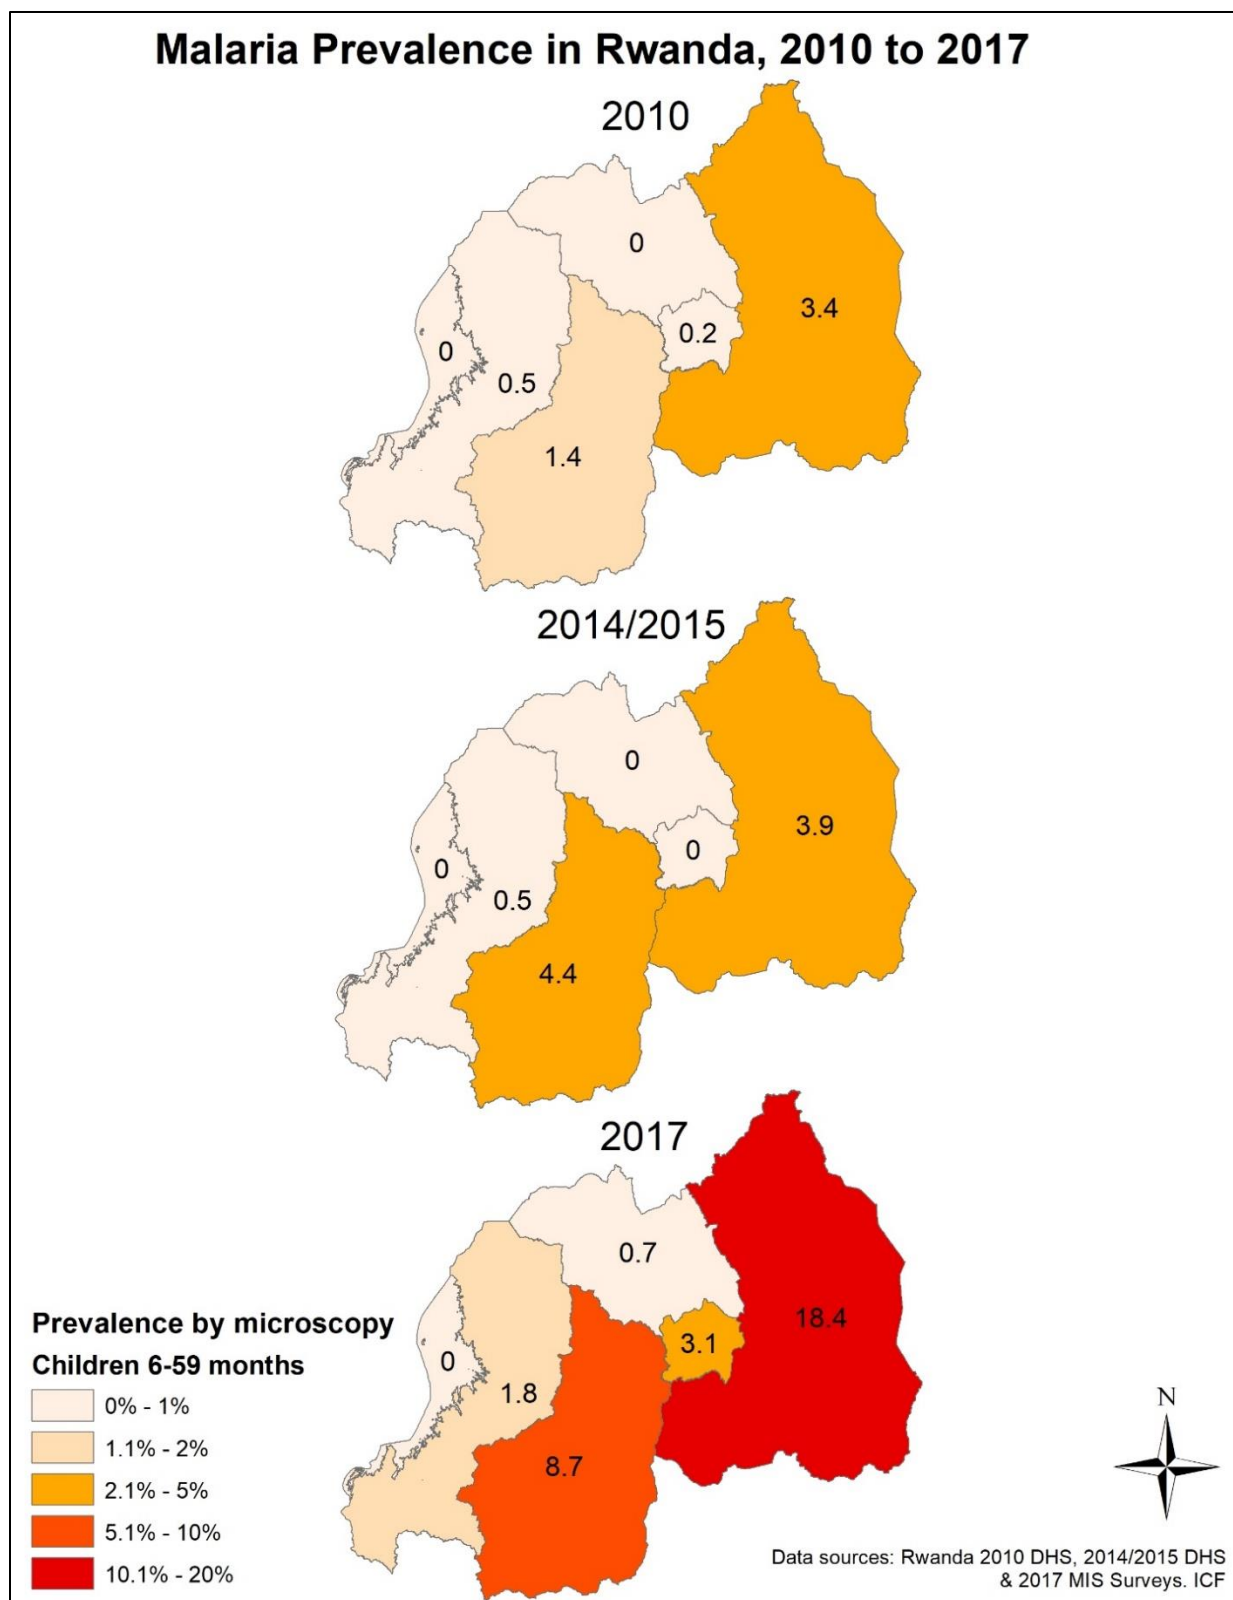 Malaria Prevalence in Rwanda, 2010 to 2017
2010
0
3.4
0.2
0
0.5
1.4
2014/2015
0
3.9
0
0
0.5
4.4
2017
0.7
18.4
3.1
0
1.8
8.7
Prevalence by microscopy
Children 6-59 months
0% - 1%
1.1% - 2%
2.1% - 5%
5.1% - 10%
10.1% - 20%
N
Data sources: Rwanda 2010 DHS, 2014/2015 DHS
& 2017 MIS Surveys. ICF